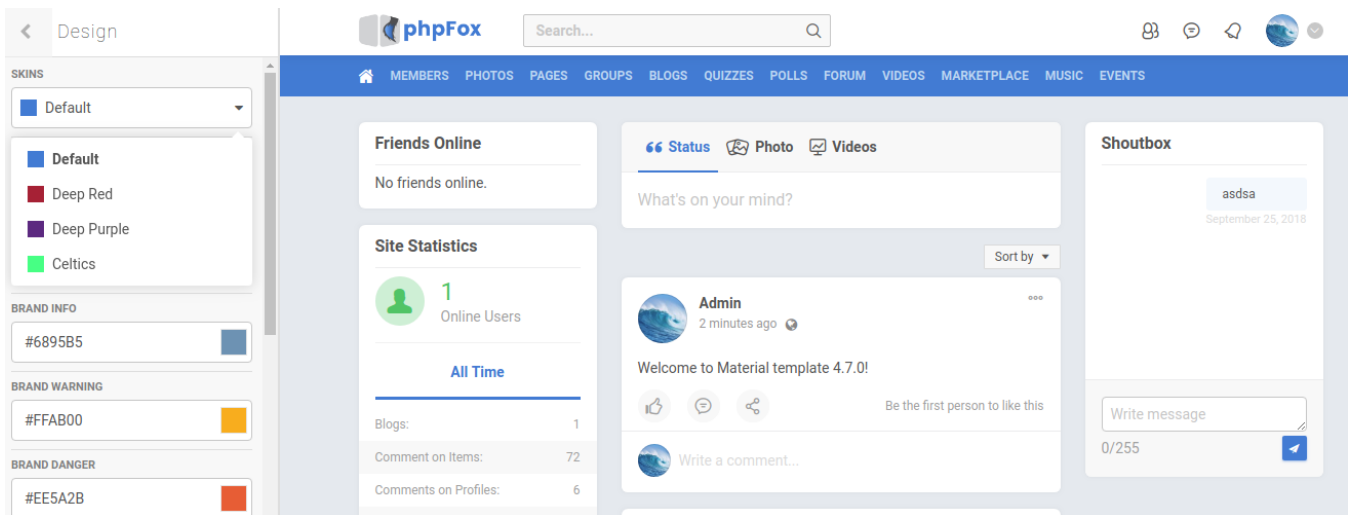 Design
SKINS
Default
Default
Deep Red
Deep Purple
Celtics
BRAND INFO
#6895B5
BRAND WARNING
#FFAB00
BRAND DANGER
#EE5A2B
phpFox
Search...
MEMBERS PHOTOS PAGES GROUPS BLOGS QUIZZES POLLS FORUM VIDEOS MARKETPLACE MUSIC EVENTS
Friends Online
No friends online.
Site Statistics
1
Online Users
All Time
Blogs: 1
Comment on Items: 72
Comments on Profiles: 6
Status Photo Videos
What's on your mind?
Sort by
Admin
2 minutes ago
Welcome to Material template 4.7.0!
Be the first person to like this
Write a comment...
Shoutbox
asdsa
September 25, 2018
Write message
0/255